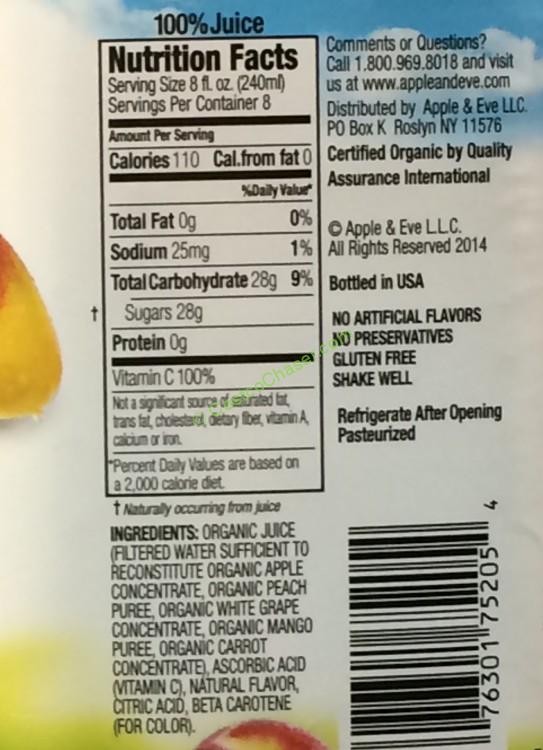 100% Juice
Nutrition Facts
Serving Size 8 fl. oz. (240ml)
Servings Per Container 8
Amount Per Serving
Calories 110 Cal.from fat 0
%Daily Value*
Total Fat 0g 0%
Sodium 25mg 1%
Total Carbohydrate 28g 9%
† Sugars 28g
Protein 0g
Vitamin C 100%
Not a significant source of saturated fat,
trans fat, cholesterol, dietary fiber, vitamin A,
calcium or iron.
*Percent Daily Values are based on
a 2,000 calorie diet.
† Naturally occurring from juice
INGREDIENTS: ORGANIC JUICE
(FILTERED WATER SUFFICIENT TO
RECONSTITUTE ORGANIC APPLE
CONCENTRATE, ORGANIC PEACH
PUREE, ORGANIC WHITE GRAPE
CONCENTRATE, ORGANIC MANGO
PUREE, ORGANIC CARROT
CONCENTRATE), ASCORBIC ACID
(VITAMIN C), NATURAL FLAVOR,
CITRIC ACID, BETA CAROTENE
(FOR COLOR).
Comments or Questions?
Call 1.800.969.8018 and visit
us at www.appleandeve.com
Distributed by Apple & Eve LLC.
PO Box K Roslyn NY 11576
Certified Organic by Quality
Assurance International
© Apple & Eve L.L.C.
All Rights Reserved 2014
Bottled in USA
NO ARTIFICIAL FLAVORS
NO PRESERVATIVES
GLUTEN FREE
SHAKE WELL
Refrigerate After Opening
Pasteurized
76301 75205 4
CostcoChaser.com